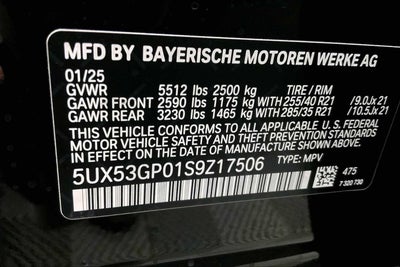 MFD BY BAYERISCHE MOTOREN WERKE AG
01/25
GVWR 5512 lbs 2500 kg TIRE / RIM
GAWR FRONT 2590 lbs 1175 kg WITH 255/40 R21 /9.0Jx 21
GAWR REAR 3230 lbs 1465 kg WITH 285/35 R21 /10.5Jx 21
THIS VEHICLE CONFORMS TO ALL APPLICABLE U. S. FEDERAL
MOTOR VEHICLE SAFETY AND THEFT PREVENTION STANDARDS
IN EFFECT ON THE DATE OF MANUFACTURE SHOWN ABOVE.
5UX53GP01S9Z17506 TYPE: MPV
475
7 320 730